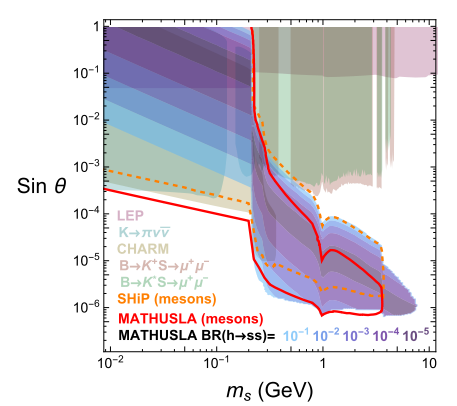 1
10⁻¹
10⁻²
10⁻³
10⁻⁴
10⁻⁵
10⁻⁶
Sin θ
LEP
K→πνν̅
CHARM
B→K⁺S→μ⁺μ⁻
B→K*S→μ⁺μ⁻
SHiP (mesons)
MATHUSLA (mesons)
MATHUSLA BR(h→ss)= 10⁻¹ 10⁻² 10⁻³ 10⁻⁴ 10⁻⁵
10⁻² 10⁻¹ 1 10
mₛ (GeV)